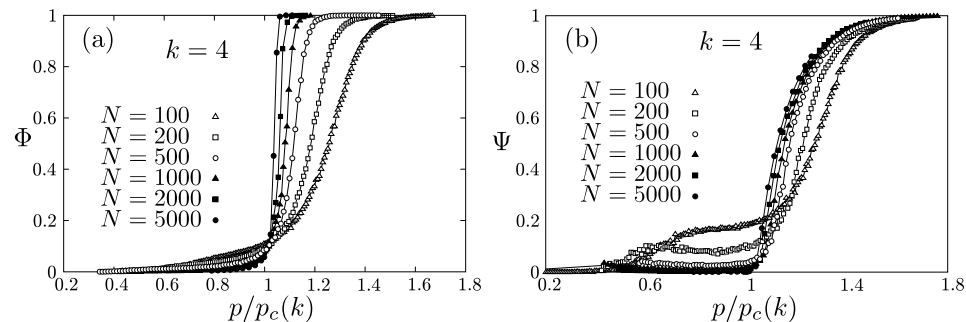 (a)
k = 4
Φ
1
0.8
0.6
0.4
0.2
0
N = 100
N = 200
N = 500
N = 1000
N = 2000
N = 5000
0.2 0.4 0.6 0.8 1 1.2 1.4 1.6 1.8
p/p_c(k)
(b)
k = 4
Ψ
1
0.8
0.6
0.4
0.2
0
N = 100
N = 200
N = 500
N = 1000
N = 2000
N = 5000
0.2 0.6 1 1.4 1.8
p/p_c(k)